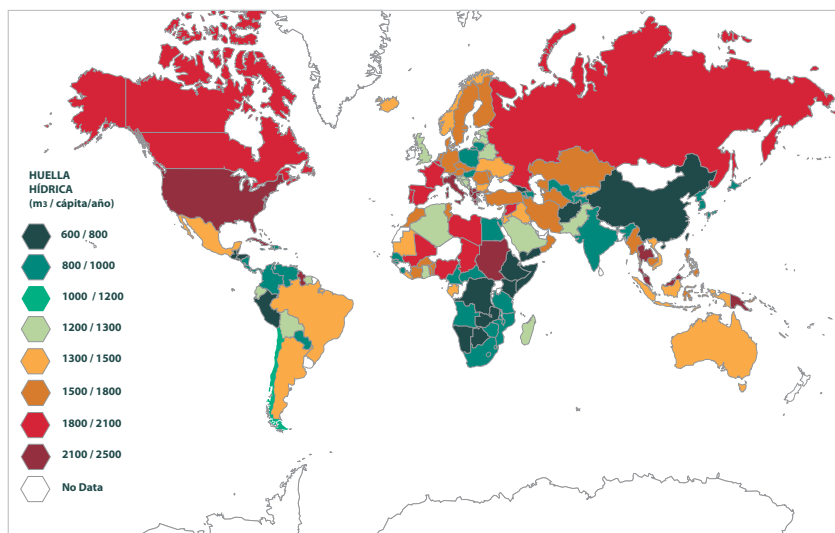 HUELLA
HÍDRICA
(m3 / cápita/año)
600 / 800
800 / 1000
1000 / 1200
1200 / 1300
1300 / 1500
1500 / 1800
1800 / 2100
2100 / 2500
No Data